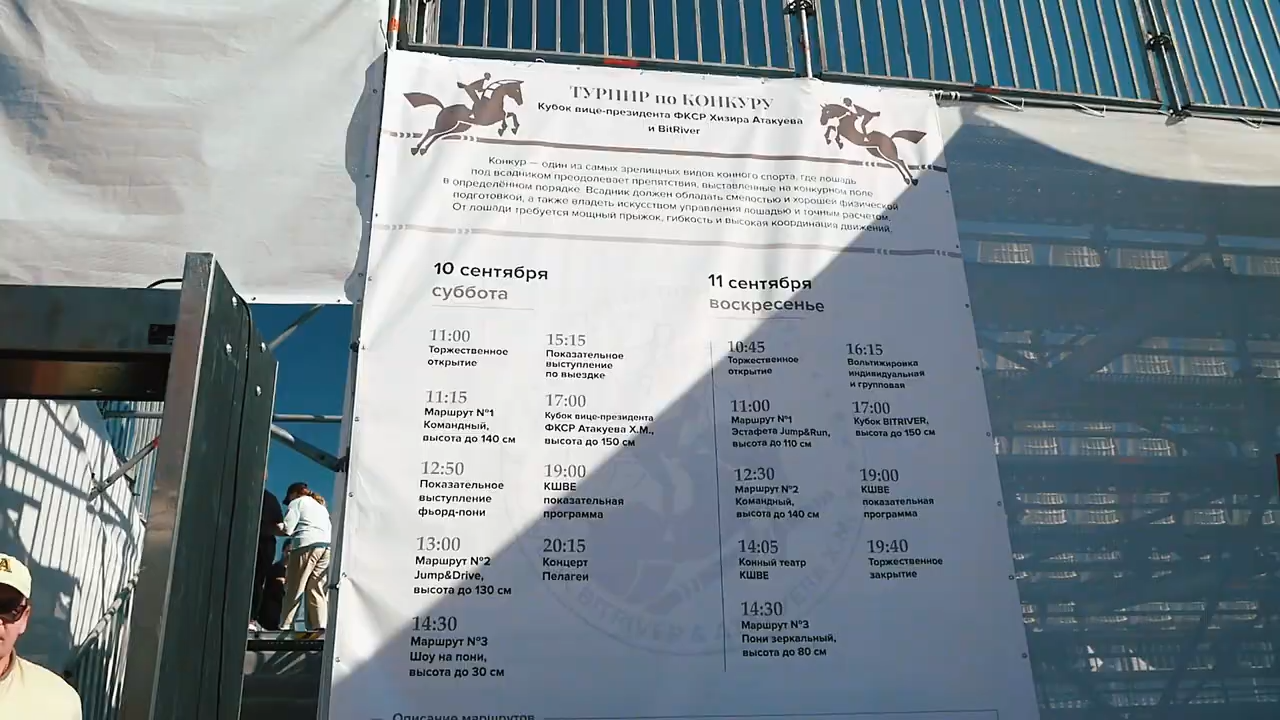 ТУРНИР по КОНКУРУ
Кубок вице-президента ФКСР Хизира Атакуева
и BitRiver
Конкур — один из самых зрелищных видов конного спорта, где лошадь
под всадником преодолевает препятствия, выставленные на конкурном поле
в определённом порядке. Всадник должен обладать смелостью и хорошей физической
подготовкой, а также владеть искусством управления лошадью и точным расчетом.
От лошади требуется мощный прыжок, гибкость и высокая координация движений.
10 сентября
суббота
11:00
Торжественное
открытие
11:15
Маршрут №1
Командный,
высота до 140 см
12:50
Показательное
выступление
фьорд-пони
13:00
Маршрут №2
Jump&Drive,
высота до 130 см
14:30
Маршрут №3
Шоу на пони,
высота до 30 см
15:15
Показательное
выступление
по выездке
17:00
Кубок вице-президента
ФКСР Атакуева Х.М.,
высота до 150 см
19:00
КШВЕ
показательная
программа
20:15
Концерт
Пелагеи
11 сентября
воскресенье
10:45
Торжественное
открытие
11:00
Маршрут №1
Эстафета Jump&Run,
высота до 110 см
12:30
Маршрут №2
Командный,
высота до 140 см
14:05
Конный театр
КШВЕ
14:30
Маршрут №3
Пони зеркальный,
высота до 80 см
16:15
Вольтижировка
индивидуальная
и групповая
17:00
Кубок BITRIVER,
высота до 150 см
19:00
КШВЕ
показательная
программа
19:40
Торжественное
закрытие
Описание маршрутов
A